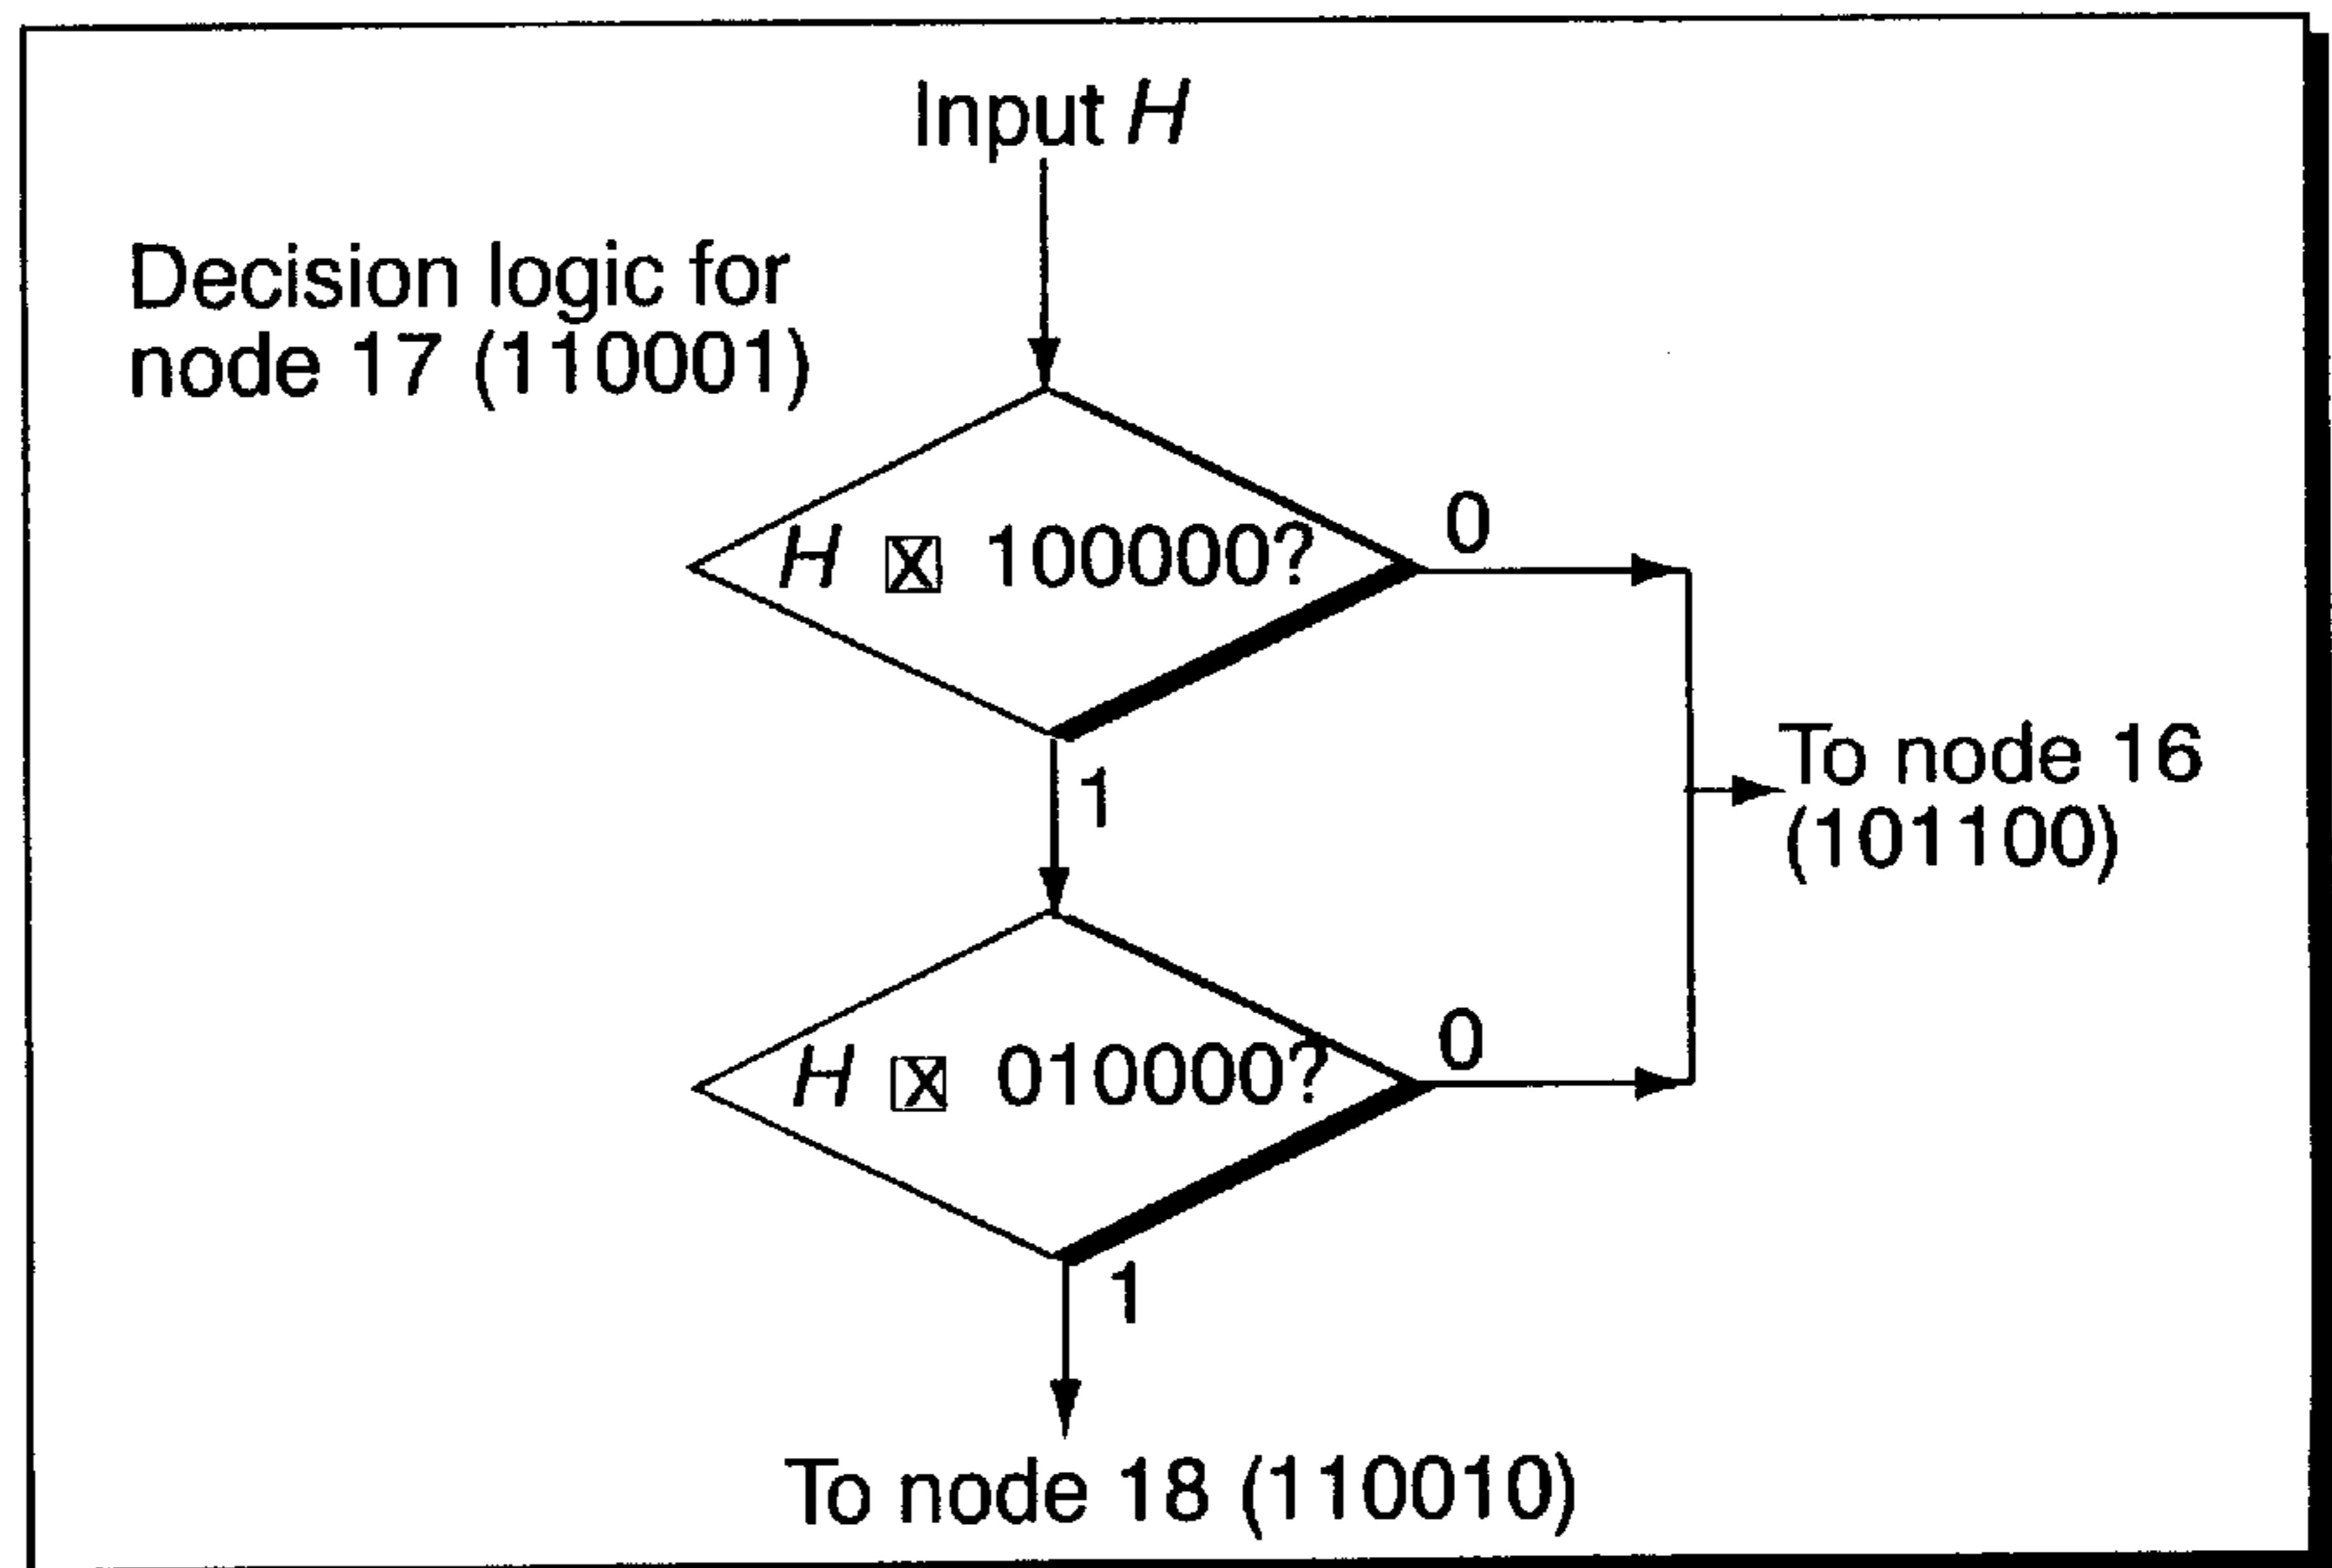 Input H
Decision logic for
node 17 (110001)
H ☒ 100000?
0
1
To node 16
(101100)
H ☒ 010000?
0
1
To node 18 (110010)